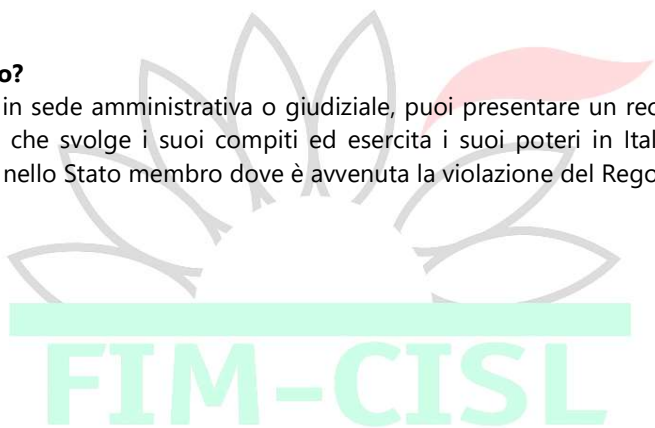 o?
in sede amministrativa o giudiziale, puoi presentare un rec
che svolge i suoi compiti ed esercita i suoi poteri in Ital
nello Stato membro dove è avvenuta la violazione del Rego
FIM-CISL